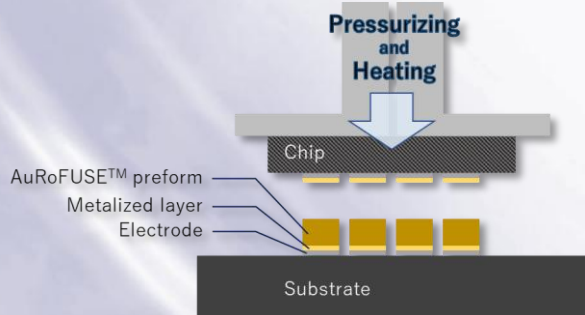 Pressurizing
and
Heating
Chip
AuRoFUSE™ preform
Metalized layer
Electrode
Substrate